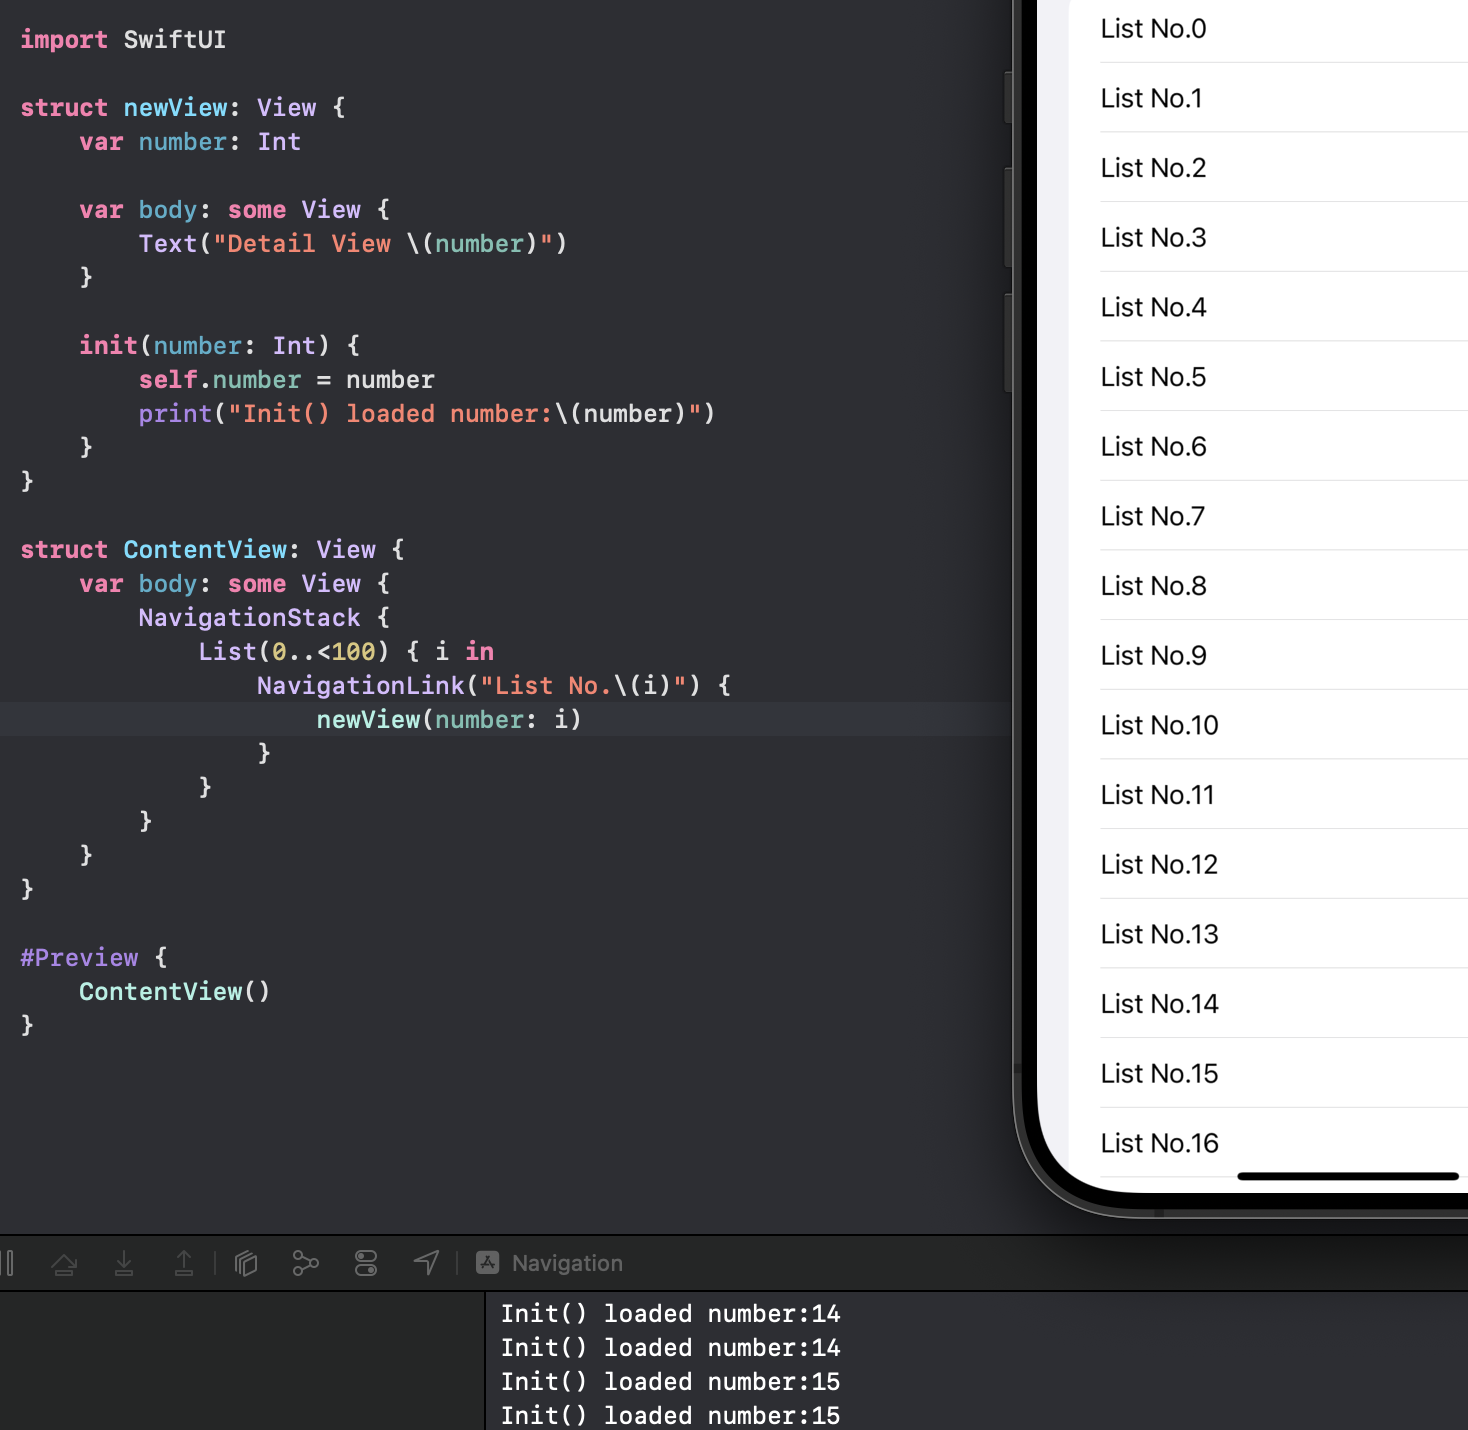 import SwiftUI
struct newView: View {
var number: Int
var body: some View {
Text("Detail View \(number)")
}
init(number: Int) {
self.number = number
print("Init() loaded number:\(number)")
}
}
struct ContentView: View {
var body: some View {
NavigationStack {
List(0..<100) { i in
NavigationLink("List No.\(i)") {
newView(number: i)
}
}
}
}
}
#Preview {
ContentView()
}
List No.0
List No.1
List No.2
List No.3
List No.4
List No.5
List No.6
List No.7
List No.8
List No.9
List No.10
List No.11
List No.12
List No.13
List No.14
List No.15
List No.16
Navigation
Init() loaded number:14
Init() loaded number:14
Init() loaded number:15
Init() loaded number:15